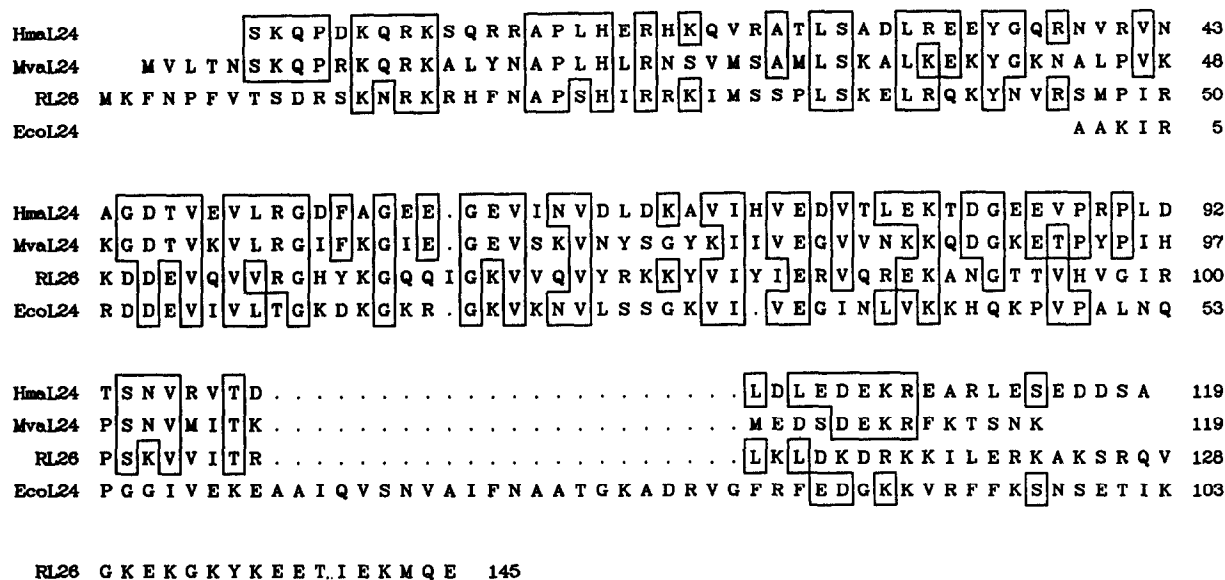 HmaL24 S K Q P D K Q R K S Q R R A P L H E R H K Q V R A T L S A D L R E E Y G Q R N V R V N 43
MvaL24 M V L T N S K Q P R K Q R K A L Y N A P L H L R N S V M S A M L S K A L K E K Y G K N A L P V K 48
RL26 M K F N P F V T S D R S K N R K R H F N A P S H I R R K I M S S P L S K E L R Q K Y N V R S M P I R 50
EcoL24 A A K I R 5
HmaL24 A G D T V E V L R G D F A G E E . G E V I N V D L D K A V I H V E D V T L E K T D G E E V P R P L D 92
MvaL24 K G D T V K V L R G I F K G I E . G E V S K V N Y S G Y K I I V E G V V N K K Q D G K E T P Y P I H 97
RL26 K D D E V Q V V R G H Y K G Q Q I G K V V Q V Y R K K Y V I Y I E R V Q R E K A N G T T V H V G I R 100
EcoL24 R D D E V I V L T G K D K G K R . G K V K N V L S S G K V I . V E G I N L V K K H Q K P V P A L N Q 53
HmaL24 T S N V R V T D . . . . . . . . . . . . . . . . . . . . . . L D L E D E K R E A R L E S E D D S A 119
MvaL24 P S N V M I T K . . . . . . . . . . . . . . . . . . . . . . M E D S D E K R F K T S N K 119
RL26 P S K V V I T R . . . . . . . . . . . . . . . . . . . . . . L K L D K D R K K I L E R K A K S R Q V 128
EcoL24 P G G I V E K E A A I Q V S N V A I F N A A T G K A D R V G F R F E D G K K V R F F K S N S E T I K 103
RL26 G K E K G K Y K E E T . I E K M Q E 145